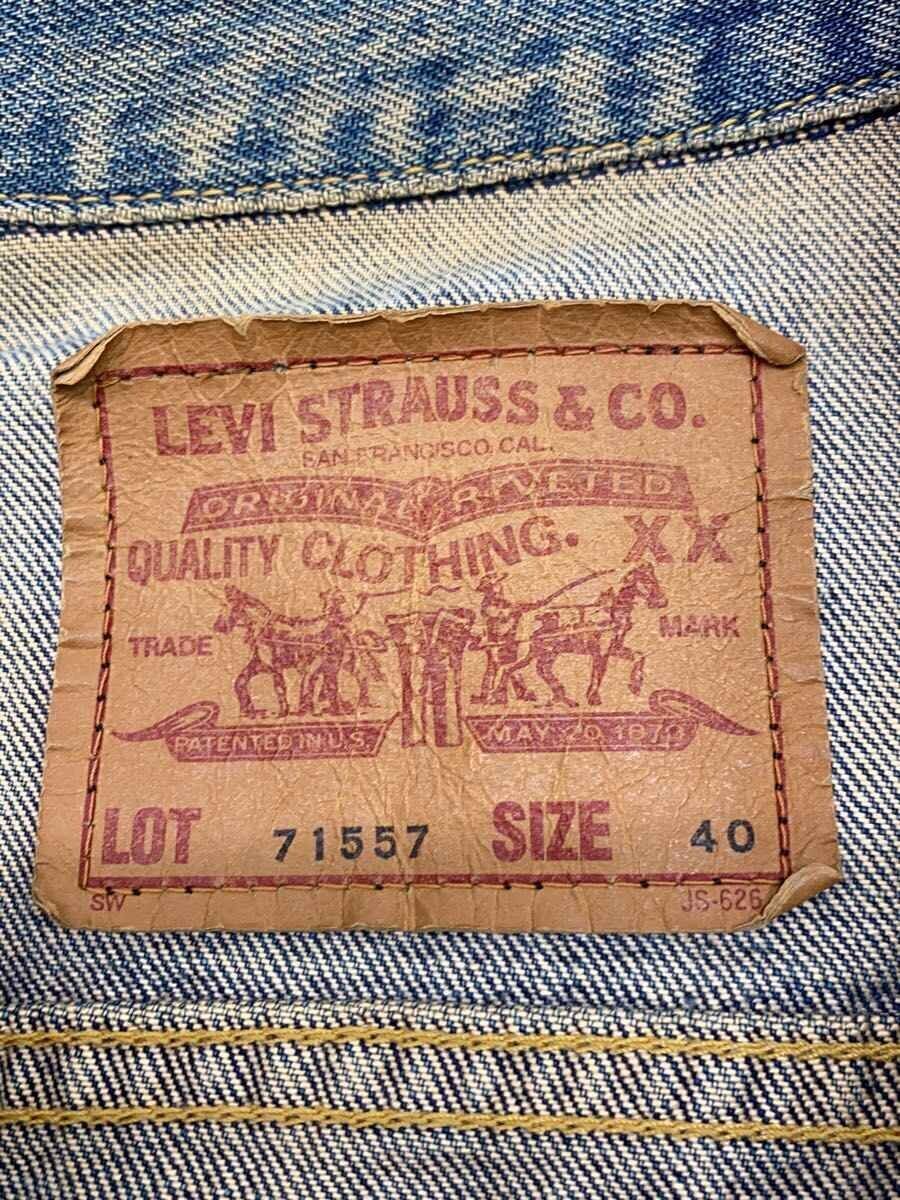 LEVI STRAUSS & CO.
SAN FRANCISCO, CAL.
ORIGINAL RIVETED
QUALITY CLOTHING. XX
TRADE MARK
PATENTED IN U.S. MAY 20 1873
LOT 71557 SIZE 40
SW JS-626